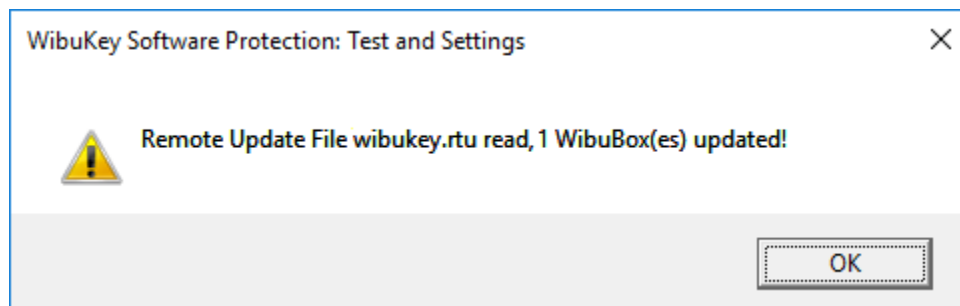 WibuKey Software Protection: Test and Settings
Remote Update File wibukey.rtu read, 1 WibuBox(es) updated!
OK